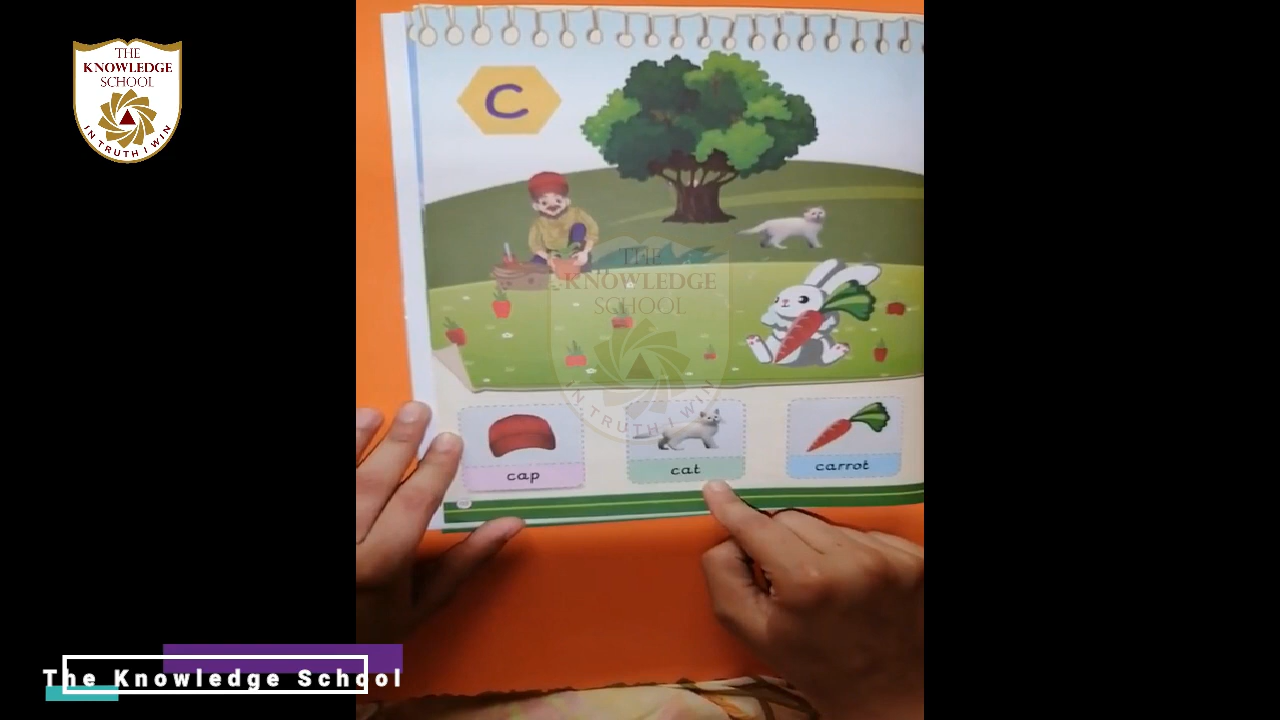 THE
KNOWLEDGE
SCHOOL
IN TRUTH I WIN
c
THE
KNOWLEDGE
SCHOOL
IN TRUTH I WIN
cap
cat
carrot
The Knowledge School